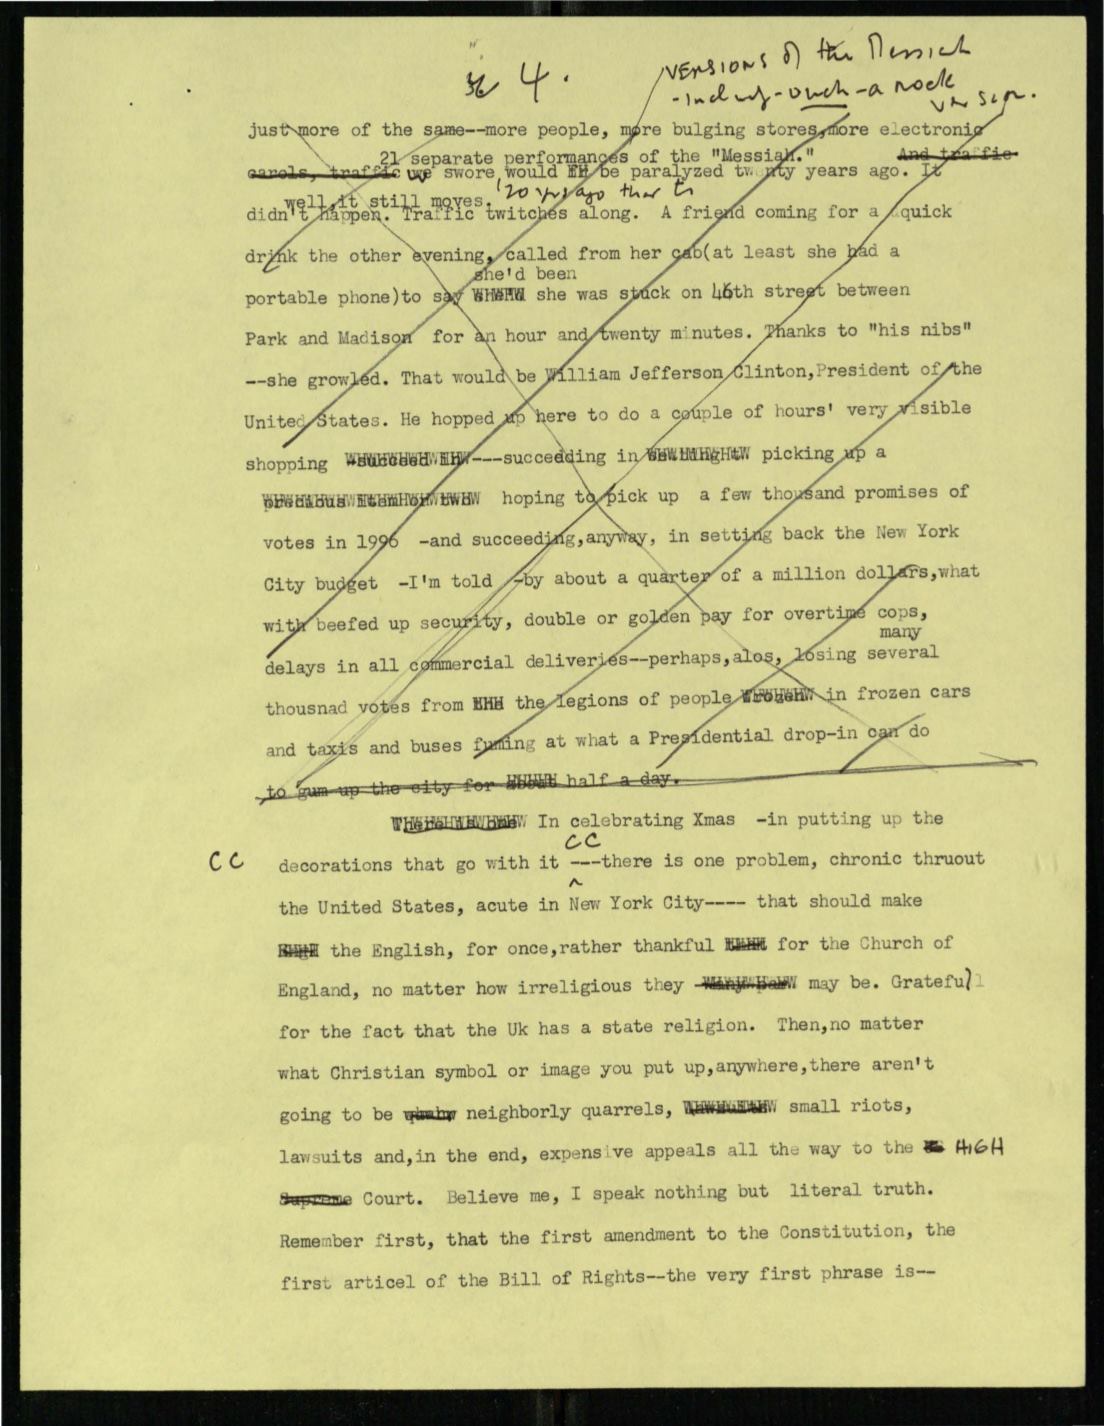 4.
VERSIONS of the Messiah
-includg-ouch-a rock
version.
just more of the same--more people, more bulging stores,more electronic
21 separate performances of the "Messiah." And traffic
carols, traffic we swore would be paralyzed twenty years ago. It
well,it still moves. 20 yrs ago that
didn't happen. Traffic twitches along. A friend coming for a quick
drink the other evening, called from her cab(at least she had a
she'd been
portable phone)to say she was stuck on 46th street between
Park and Madison for an hour and twenty minutes. Thanks to "his nibs"
--she growled. That would be William Jefferson Clinton,President of the
United States. He hopped up here to do a couple of hours' very visible
shopping -succeed in---succeeding in picking up a
precious item or two hoping to pick up a few thousand promises of
votes in 1996 -and succeeding,anyway, in setting back the New York
City budget -I'm told -by about a quarter of a million dollars,what
with beefed up security, double or golden pay for overtime cops,
many
delays in all commercial deliveries--perhaps,alos, losing several
thousnad votes from the legions of people frozen in frozen cars
and taxis and buses fuming at what a Presidential drop-in can do
to gum up the city for about half a day.
There is one In celebrating Xmas -in putting up the
CC
CC decorations that go with it ---there is one problem, chronic thruout
the United States, acute in New York City---- that should make
the English, for once,rather thankful for the Church of
England, no matter how irreligious they may be. Gratefull
for the fact that the Uk has a state religion. Then,no matter
what Christian symbol or image you put up,anywhere,there aren't
going to be neighborly quarrels, small riots,
lawsuits and,in the end, expensive appeals all the way to the HIGH
Supreme Court. Believe me, I speak nothing but literal truth.
Remember first, that the first amendment to the Constitution, the
first articel of the Bill of Rights--the very first phrase is--